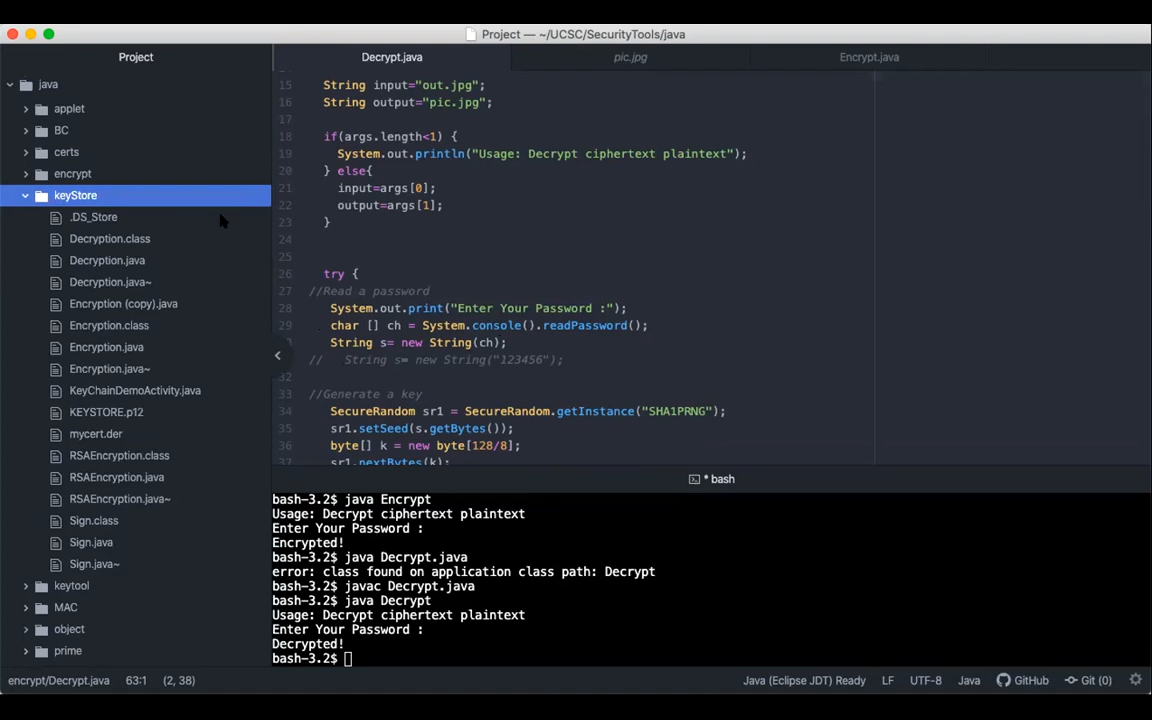 Project — ~/UCSC/SecurityTools/java
Project
Decrypt.java
pic.jpg
Encrypt.java
java
applet
BC
certs
encrypt
keyStore
.DS_Store
Decryption.class
Decryption.java
Decryption.java~
Encryption (copy).java
Encryption.class
Encryption.java
Encryption.java~
KeyChainDemoActivity.java
KEYSTORE.p12
mycert.der
RSAEncryption.class
RSAEncryption.java
RSAEncryption.java~
Sign.class
Sign.java
Sign.java~
keytool
MAC
object
prime
15 String input="out.jpg";
16 String output="pic.jpg";
17
18 if(args.length<1) {
19 System.out.println("Usage: Decrypt ciphertext plaintext");
20 } else{
21 input=args[0];
22 output=args[1];
23 }
24
25
26 try {
27 //Read a password
28 System.out.print("Enter Your Password :");
29 char [] ch = System.console().readPassword();
String s= new String(ch);
// String s= new String("123456");
32
33 //Generate a key
34 SecureRandom sr1 = SecureRandom.getInstance("SHA1PRNG");
35 sr1.setSeed(s.getBytes());
36 byte[] k = new byte[128/8];
37 sr1.nextBytes(k);
* bash
bash-3.2$ java Encrypt
Usage: Decrypt ciphertext plaintext
Enter Your Password :
Encrypted!
bash-3.2$ java Decrypt.java
error: class found on application class path: Decrypt
bash-3.2$ javac Decrypt.java
bash-3.2$ java Decrypt
Usage: Decrypt ciphertext plaintext
Enter Your Password :
Decrypted!
bash-3.2$
encrypt/Decrypt.java 63:1 (2, 38) Java (Eclipse JDT) Ready LF UTF-8 Java GitHub Git (0)